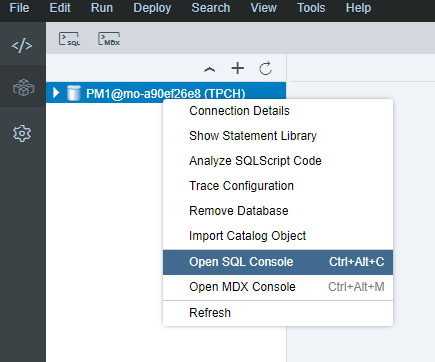 File Edit Run Deploy Search View Tools Help
SQL MDX
PM1@mo-a90ef26e8 (TPCH)
Connection Details
Show Statement Library
Analyze SQLScript Code
Trace Configuration
Remove Database
Import Catalog Object
Open SQL Console Ctrl+Alt+C
Open MDX Console Ctrl+Alt+M
Refresh